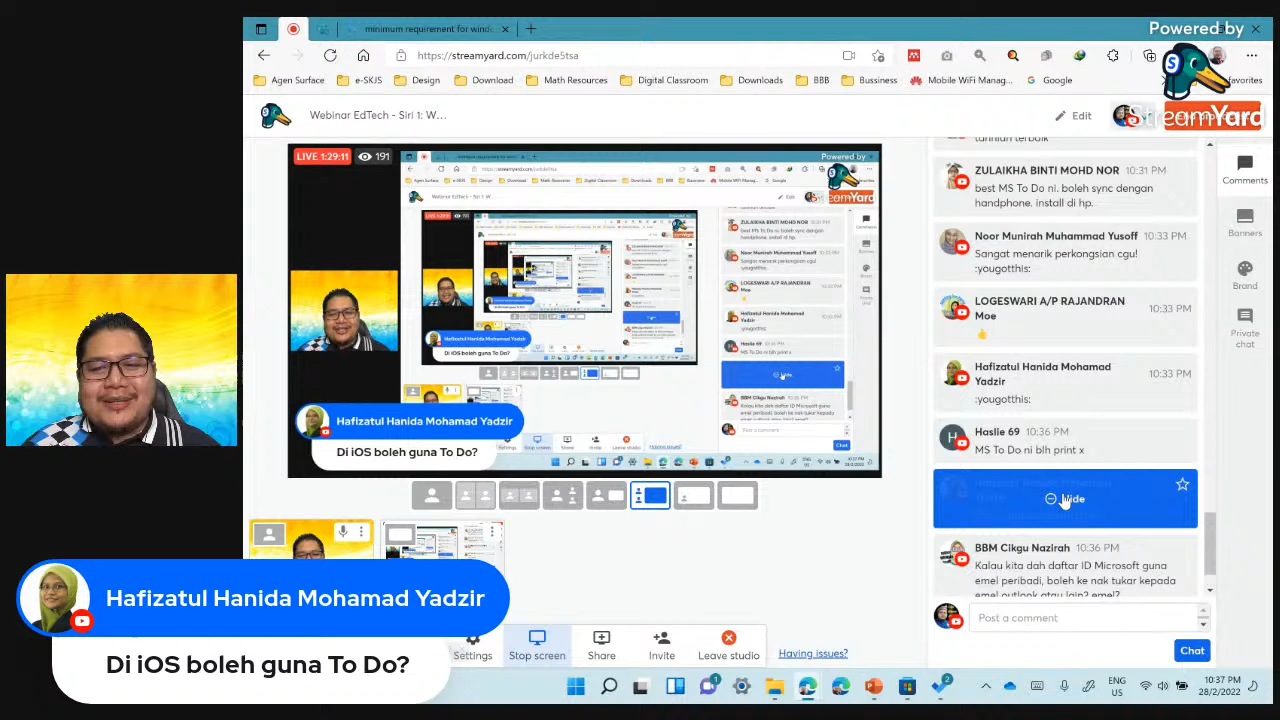 minimum requirement for windo
Powered by
https://streamyard.com/jurkde5tsa
Agen Surface
e-SKJS
Design
Download
Math Resources
Digital Classroom
Downloads
BBB
Bussiness
Mobile WiFi Manag...
Google
favorites
Webinar EdTech - Siri 1: W...
Edit
StreamYard
LIVE 1:29:11
191
Powered by
Hafizatul Hanida Mohamad Yadzir
Di iOS boleh guna To Do?
ZULAIKHA BINTI MOHD NOR 10:31 PM
best MS To Do ni. boleh sync dengan
handphone. install di hp.
Noor Munirah Muhammad Yusoff 10:33 PM
Sangat menarik perkongsian cgu!
:yougotthis:
LOGESWARI A/P RAJANDRAN
Moe
10:33 PM
Hafizatul Hanida Mohamad
Yadzir
10:33 PM
:yougotthis:
H
Haslie 69 10:36 PM
MS To Do ni blh print x
Hide
BBM Cikgu Nazirah 10:36 PM
Kalau kita dah daftar ID Microsoft guna
emel peribadi, boleh ke nak tukar kepada
emel outlook atau lain2 emel?
Post a comment
Chat
Comments
Banners
Brand
Private
chat
Settings
Stop screen
Share
Invite
Leave studio
Having issues?
Hafizatul Hanida Mohamad Yadzir
Di iOS boleh guna To Do?
ENG
US
10:37 PM
28/2/2022